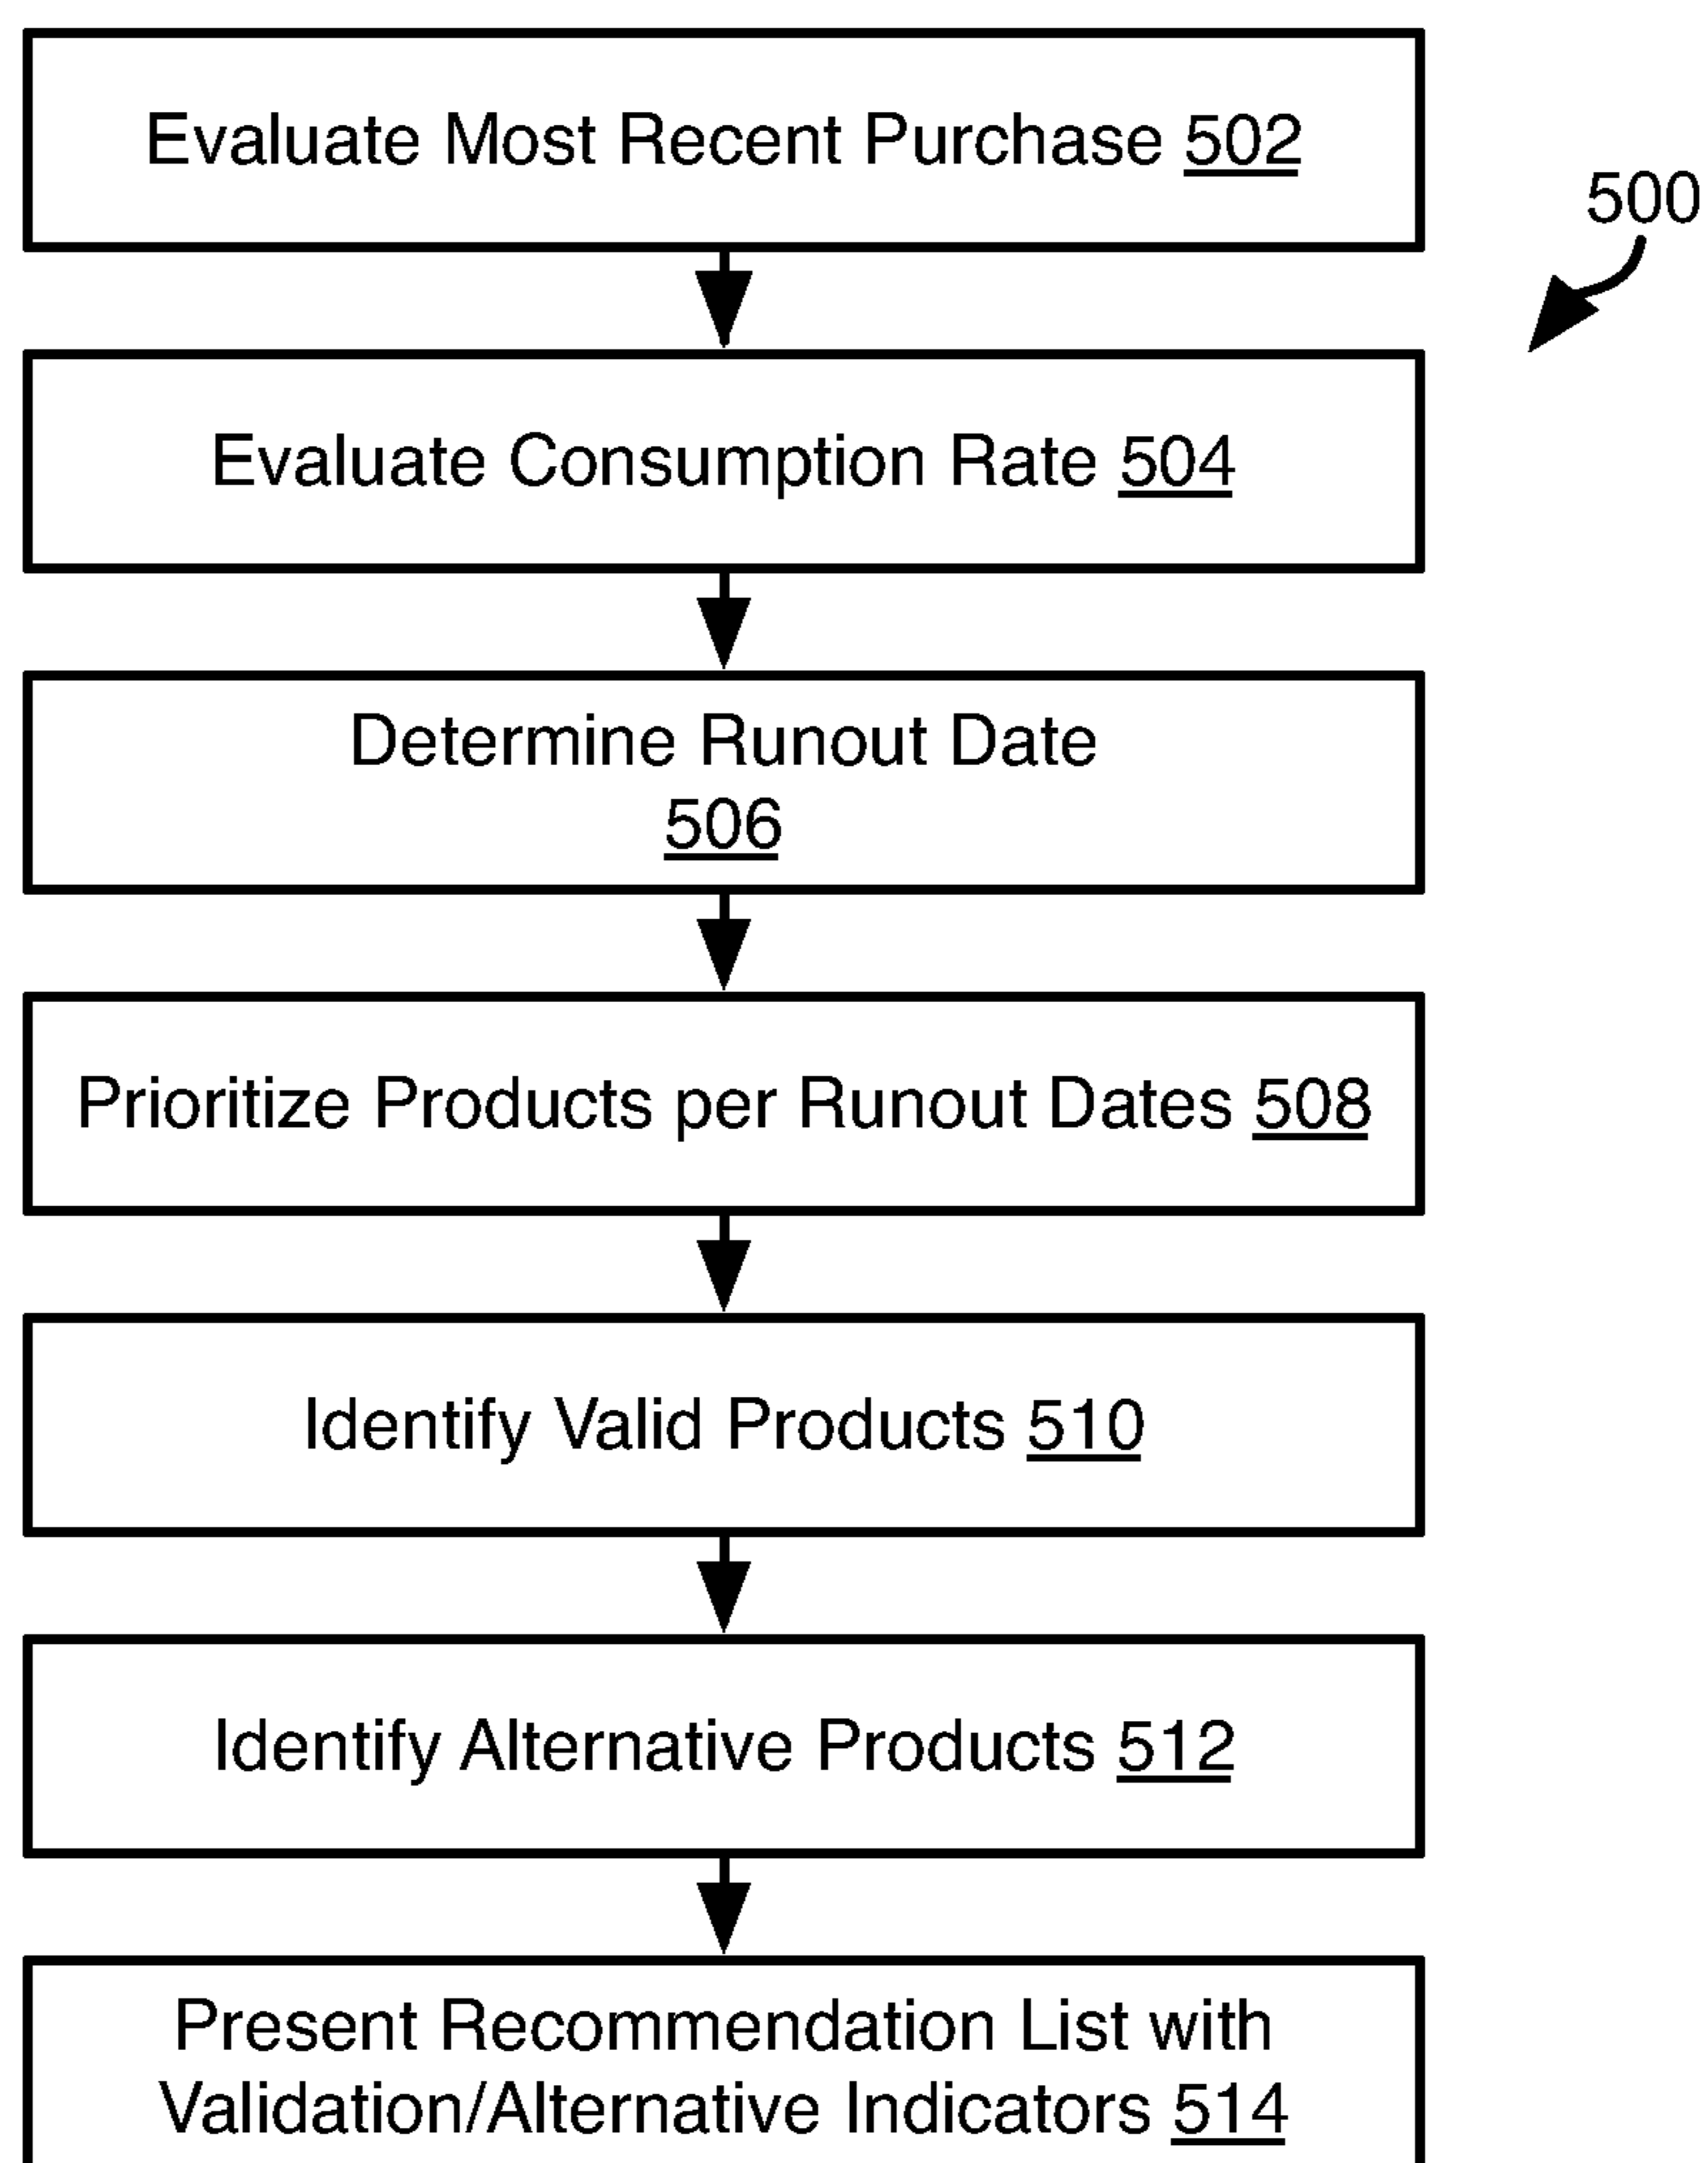 Evaluate Most Recent Purchase 502
500
Evaluate Consumption Rate 504
Determine Runout Date
506
Prioritize Products per Runout Dates 508
Identify Valid Products 510
Identify Alternative Products 512
Present Recommendation List with
Validation/Alternative Indicators 514